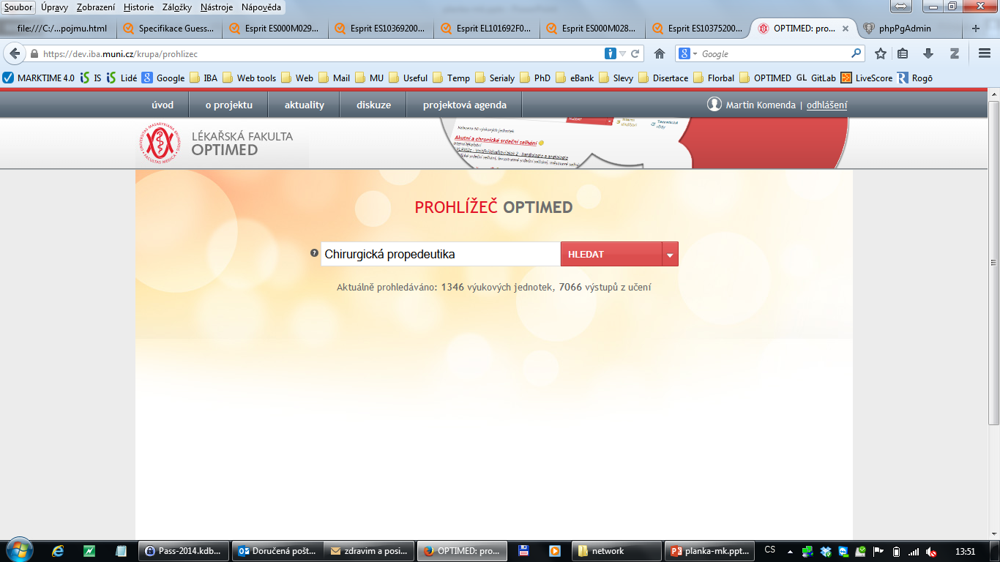 Soubor Úpravy Zobrazení Historie Záložky Nástroje Nápověda
file:///C:/...pojmu.html Specifikace Guess... Esprit ES000M029... Esprit ES10369200... Esprit EL101692F0... Esprit ES000M028... Esprit ES10375200... OPTIMED: pro... phpPgAdmin
https://dev.iba.muni.cz/krupa/prohlizec Google
MARKTIME 4.0 IS Lidé Google IBA Web tools Web Mail MU Useful Temp Serialy PhD eBank Slevy Disertace Florbal OPTIMED GL GitLab LiveScore Rogō
úvod o projektu aktuality diskuze projektová agenda Martin Komenda | odhlášení
HLEDAT
Akutní a chronické srdeční selhání
LÉKAŘSKÁ FAKULTA
OPTIMED
PROHLÍŽEČ OPTIMED
Chirurgická propedeutika HLEDAT
Aktuálně prohledáváno: 1346 výukových jednotek, 7066 výstupů z učení
Pass-2014.kdb... Doručená pošt... zdravim a posi... OPTIMED: pro... network planka-mk.ppt... CS 13:51